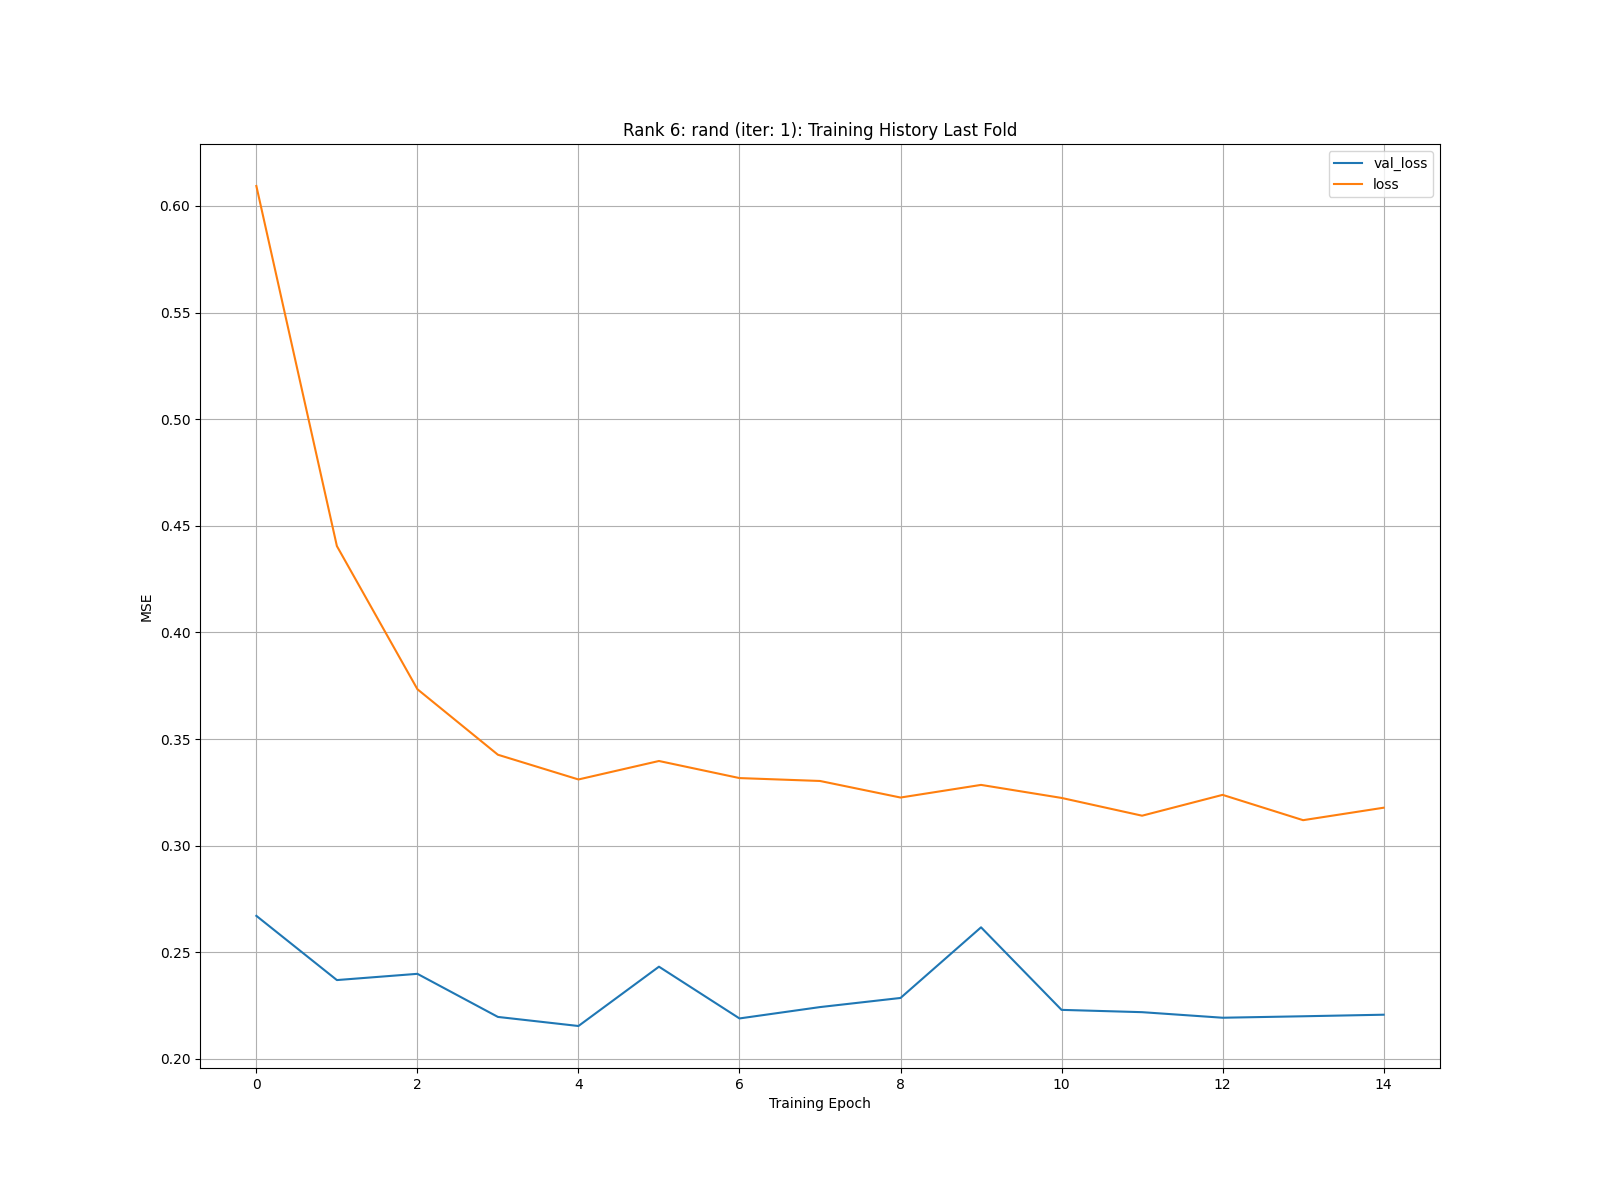 Rank 6: rand (iter: 1): Training History Last Fold
val_loss
loss
0.60
0.55
0.50
0.45
0.40
0.35
0.30
0.25
0.20
MSE
0 2 4 6 8 10 12 14
Training Epoch